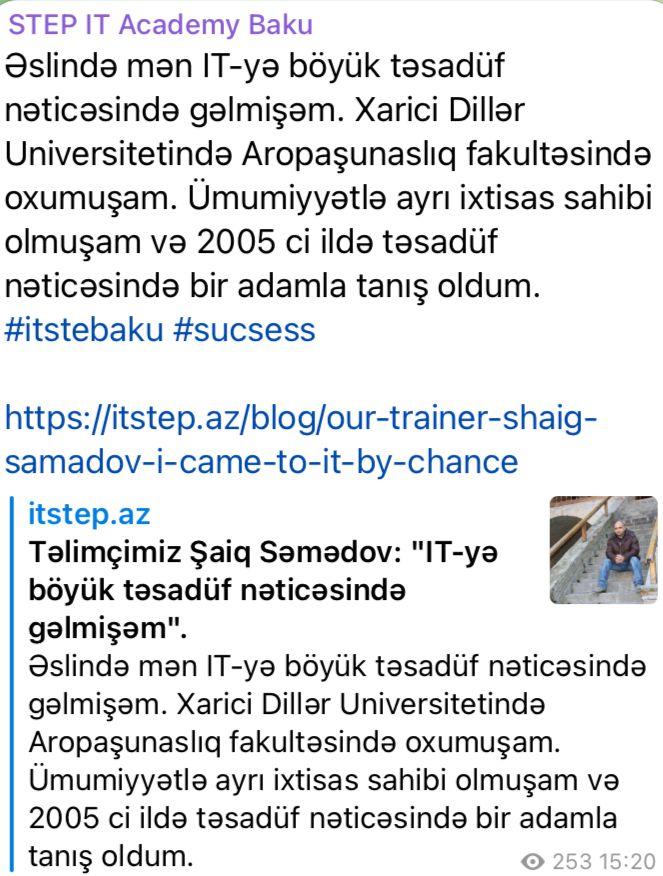 STEP IT Academy Baku
Əslində mən IT-yə böyük təsadüf
nəticəsində gəlmişəm. Xarici Dillər
Universitetində Aropaşunaslıq fakultəsində
oxumuşam. Ümumiyyətlə ayrı ixtisas sahibi
olmuşam və 2005 ci ildə təsadüf
nəticəsində bir adamla tanış oldum.
#itstebaku #sucsess
https://itstep.az/blog/our-trainer-shaig-
samadov-i-came-to-it-by-chance
itstep.az
Təlimçimiz Şaiq Səmədov: "IT-yə
böyük təsadüf nəticəsində
gəlmişəm".
Əslində mən IT-yə böyük təsadüf nəticəsində
gəlmişəm. Xarici Dillər Universitetində
Aropaşunaslıq fakultəsində oxumuşam.
Ümumiyyətlə ayrı ixtisas sahibi olmuşam və
2005 ci ildə təsadüf nəticəsində bir adamla
tanış oldum.
253 15:20